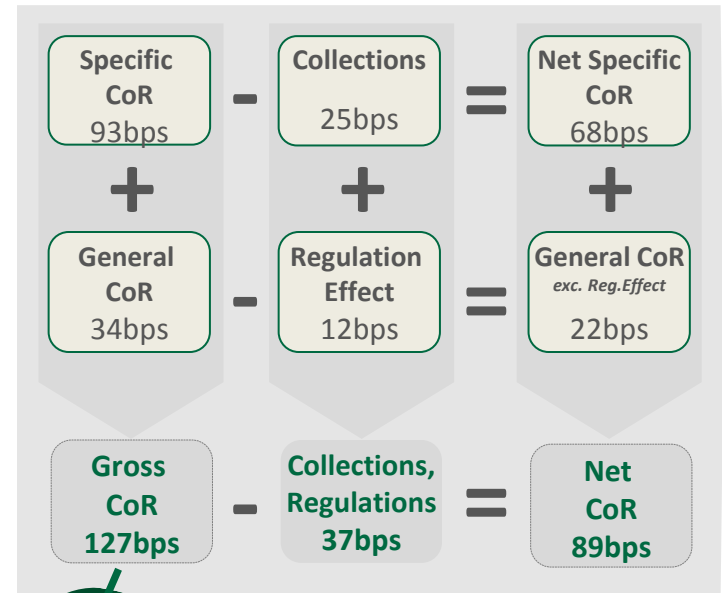 Specific
CoR
93bps
-
Collections
25bps
=
Net Specific
CoR
68bps
+
+
+
General
CoR
34bps
-
Regulation
Effect
12bps
=
General CoR
exc. Reg.Effect
22bps
Gross
CoR
127bps
-
Collections,
Regulations
37bps
=
Net
CoR
89bps